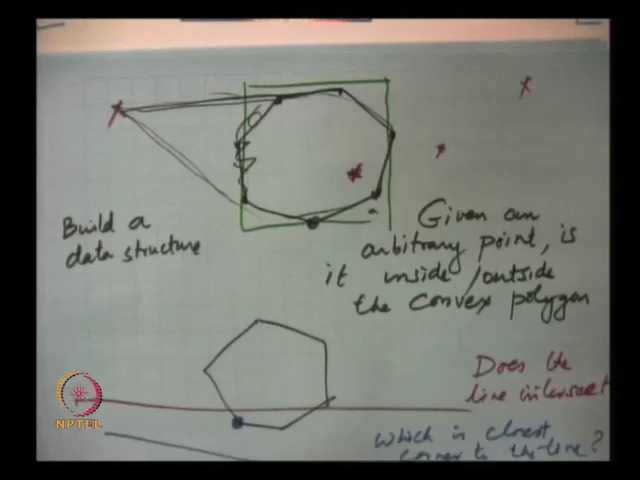 Build a
data structure
Given an
arbitrary point, is
it inside/outside
the convex polygon
Does the
line intersect
which is closest
corner to the line?
NPTEL